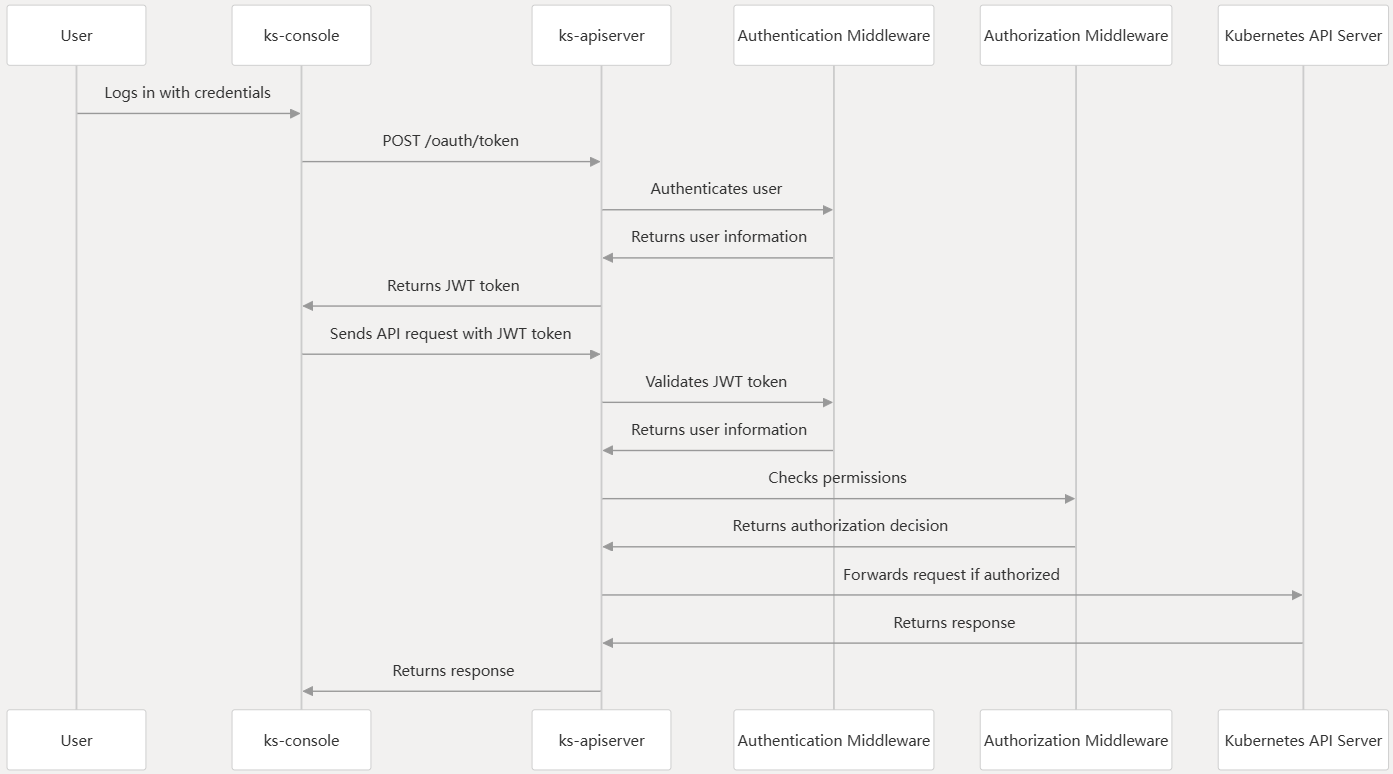 User
ks-console
ks-apiserver
Authentication Middleware
Authorization Middleware
Kubernetes API Server
Logs in with credentials
POST /oauth/token
Authenticates user
Returns user information
Returns JWT token
Sends API request with JWT token
Validates JWT token
Returns user information
Checks permissions
Returns authorization decision
Forwards request if authorized
Returns response
Returns response
User
ks-console
ks-apiserver
Authentication Middleware
Authorization Middleware
Kubernetes API Server